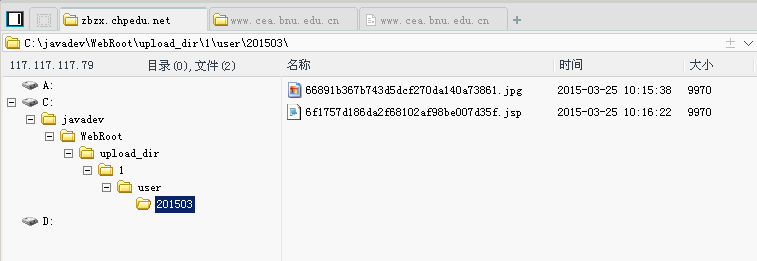 zbzx.chpedu.net www.cea.bnu.edu.cn www.cea.bnu.edu.cn
C:\javadev\WebRoot\upload_dir\1\user\201503\
117.117.117.79 目录(0),文件(2) 名称 时间 大小
A:
66891b367b743d5dcf270da140a73861.jpg 2015-03-25 10:15:38 9970
C:
6f1757d186da2f68102af98be007d35f.jsp 2015-03-25 10:16:22 9970
javadev
WebRoot
upload_dir
1
user
201503
D: